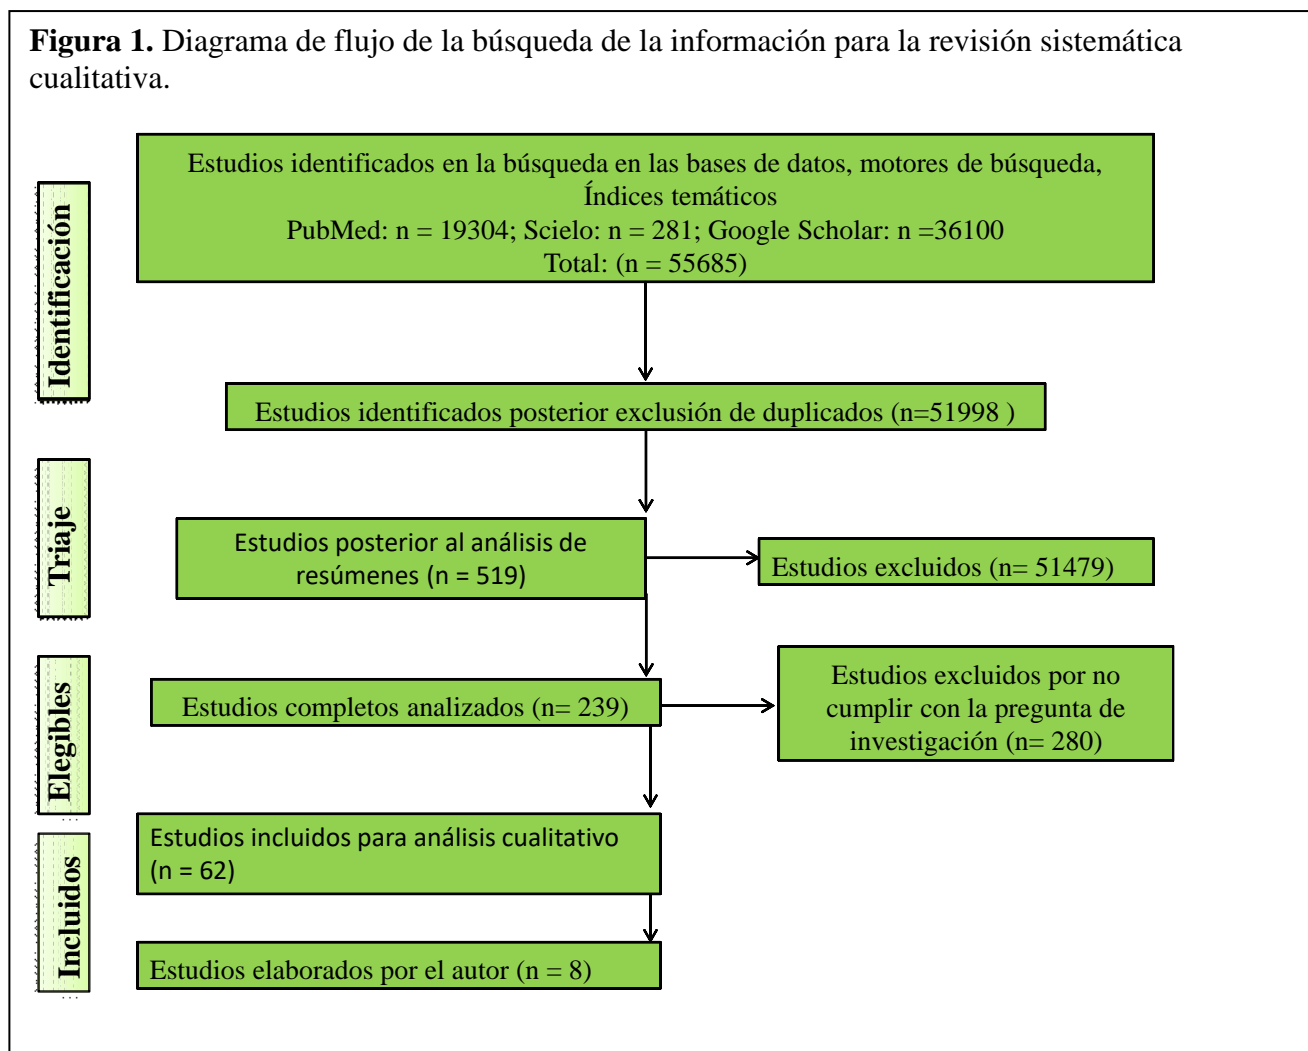 Figura 1. Diagrama de flujo de la búsqueda de la información para la revisión sistemática
cualitativa.
Identificación
Estudios identificados en la búsqueda en las bases de datos, motores de búsqueda,
Índices temáticos
PubMed: n = 19304; Scielo: n = 281; Google Scholar: n =36100
Total: (n = 55685)
Estudios identificados posterior exclusión de duplicados (n=51998 )
Triaje
Estudios posterior al análisis de
resúmenes (n = 519)
Estudios excluidos (n= 51479)
Elegibles
Estudios completos analizados (n= 239)
Estudios excluidos por no
cumplir con la pregunta de
investigación (n= 280)
Incluidos
Estudios incluidos para análisis cualitativo
(n = 62)
Estudios elaborados por el autor (n = 8)